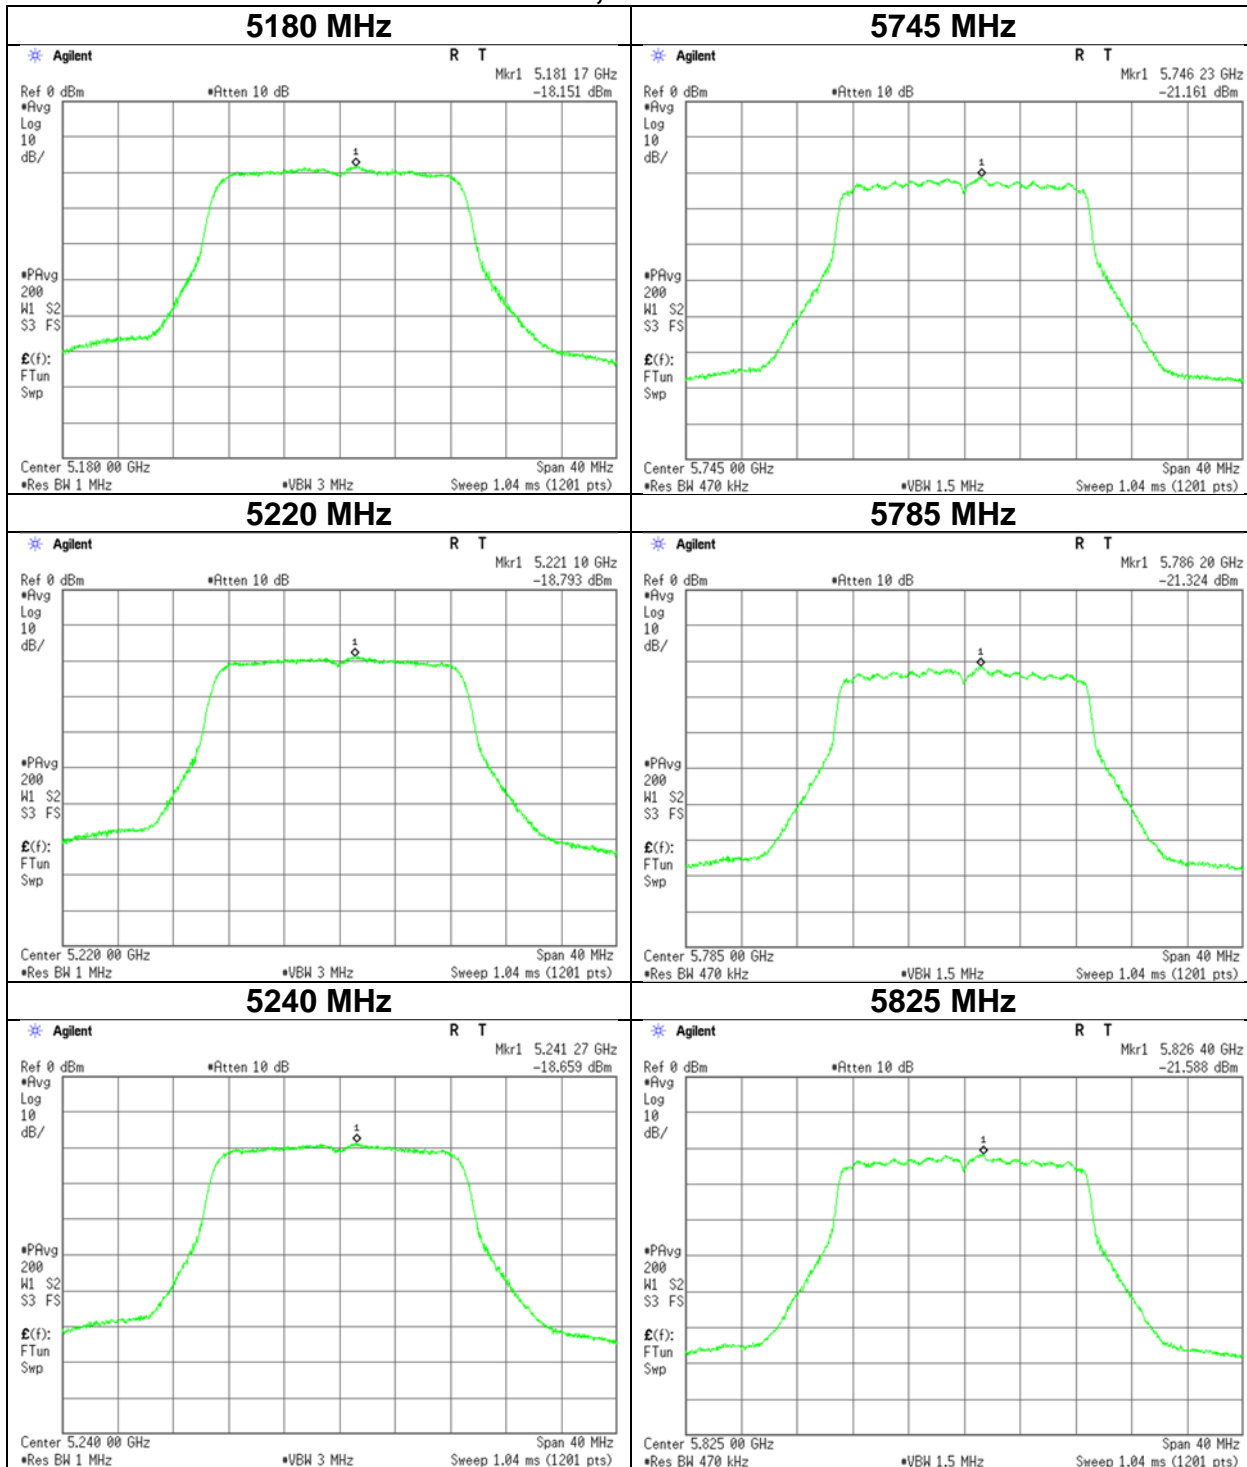 5180 MHz
Agilent R T
Mkr1 5.181 17 GHz
Ref 0 dBm *Atten 10 dB -18.151 dBm
*Avg
Log
10
dB/
1
*PAvg
200
W1 S2
S3 FS
£(f):
FTun
Swp
Center 5.180 00 GHz Span 40 MHz
*Res BW 1 MHz *VBW 3 MHz Sweep 1.04 ms (1201 pts)
5745 MHz
Agilent R T
Mkr1 5.746 23 GHz
Ref 0 dBm *Atten 10 dB -21.161 dBm
*Avg
Log
10
dB/
1
*PAvg
200
W1 S2
S3 FS
£(f):
FTun
Swp
Center 5.745 00 GHz Span 40 MHz
*Res BW 470 kHz *VBW 1.5 MHz Sweep 1.04 ms (1201 pts)
5220 MHz
Agilent R T
Mkr1 5.221 10 GHz
Ref 0 dBm *Atten 10 dB -18.793 dBm
*Avg
Log
10
dB/
1
*PAvg
200
W1 S2
S3 FS
£(f):
FTun
Swp
Center 5.220 00 GHz Span 40 MHz
*Res BW 1 MHz *VBW 3 MHz Sweep 1.04 ms (1201 pts)
5785 MHz
Agilent R T
Mkr1 5.786 20 GHz
Ref 0 dBm *Atten 10 dB -21.324 dBm
*Avg
Log
10
dB/
1
*PAvg
200
W1 S2
S3 FS
£(f):
FTun
Swp
Center 5.785 00 GHz Span 40 MHz
*Res BW 470 kHz *VBW 1.5 MHz Sweep 1.04 ms (1201 pts)
5240 MHz
Agilent R T
Mkr1 5.241 27 GHz
Ref 0 dBm *Atten 10 dB -18.659 dBm
*Avg
Log
10
dB/
1
*PAvg
200
W1 S2
S3 FS
£(f):
FTun
Swp
Center 5.240 00 GHz Span 40 MHz
*Res BW 1 MHz *VBW 3 MHz Sweep 1.04 ms (1201 pts)
5825 MHz
Agilent R T
Mkr1 5.826 40 GHz
Ref 0 dBm *Atten 10 dB -21.588 dBm
*Avg
Log
10
dB/
1
*PAvg
200
W1 S2
S3 FS
£(f):
FTun
Swp
Center 5.825 00 GHz Span 40 MHz
*Res BW 470 kHz *VBW 1.5 MHz Sweep 1.04 ms (1201 pts)